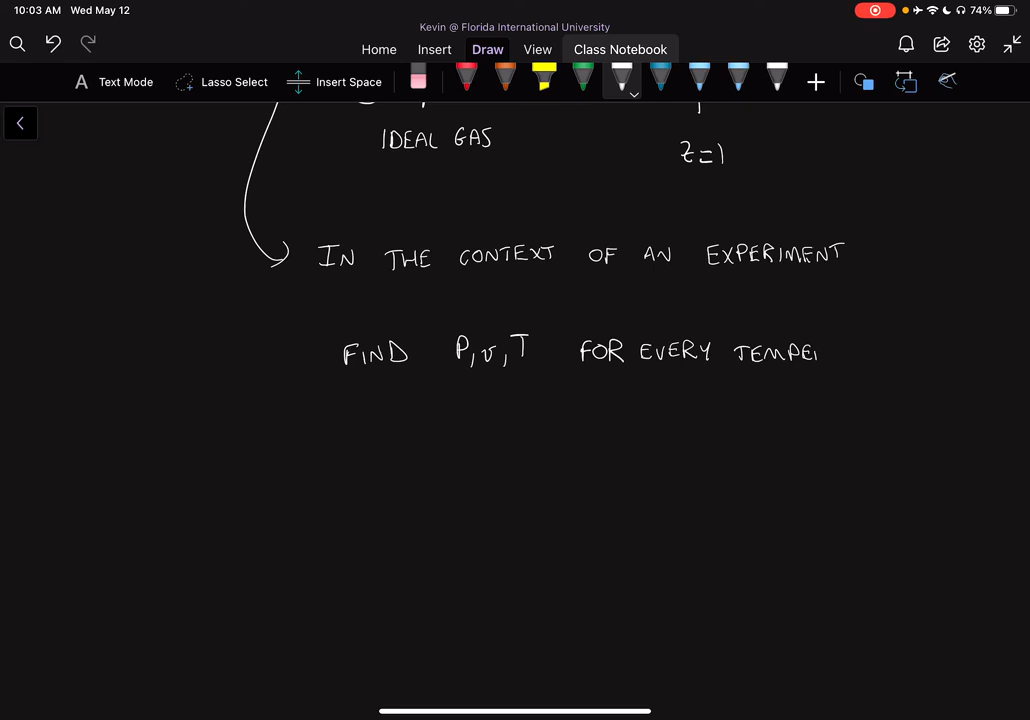 10:03 AM Wed May 12
74%
Kevin @ Florida International University
Home Insert Draw View Class Notebook
A Text Mode Lasso Select Insert Space
IDEAL GAS
Z=1
IN THE CONTEXT OF AN EXPERIMENT
FIND P, v, T FOR EVERY TEMPE